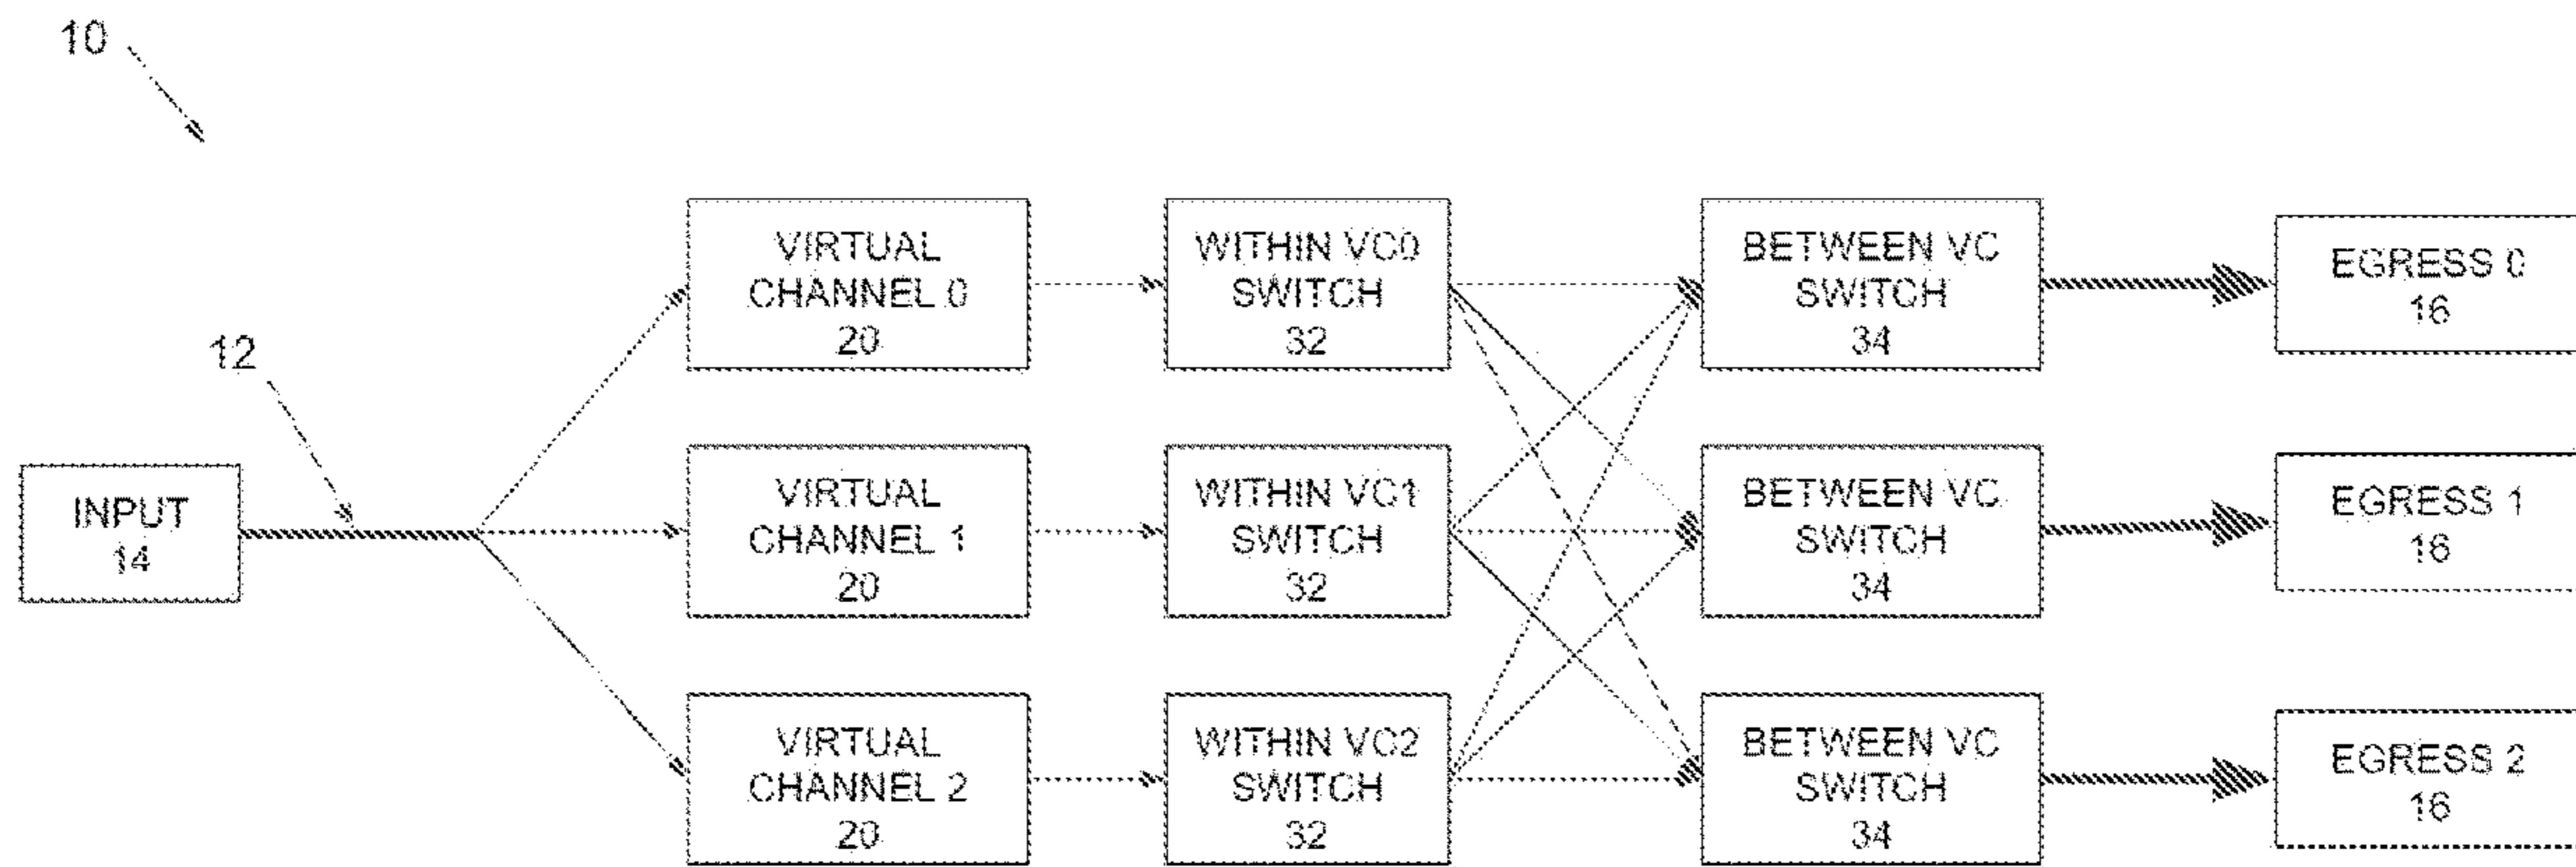 10
12
INPUT
14
VIRTUAL
CHANNEL 0
20
WITHIN VC0
SWITCH
32
BETWEEN VC
SWITCH
34
EGRESS 0
16
VIRTUAL
CHANNEL 1
20
WITHIN VC1
SWITCH
32
BETWEEN VC
SWITCH
34
EGRESS 1
16
VIRTUAL
CHANNEL 2
20
WITHIN VC2
SWITCH
32
BETWEEN VC
SWITCH
34
EGRESS 2
16